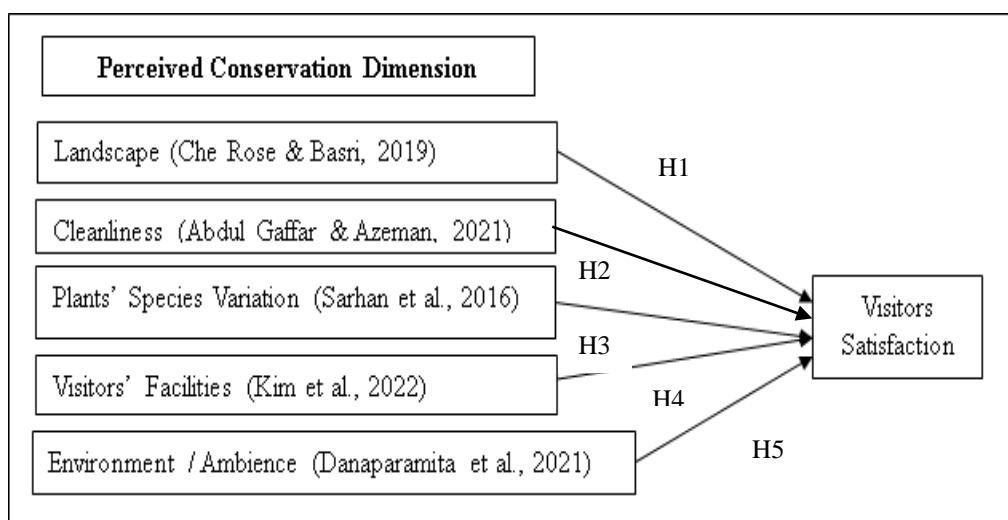 Perceived Conservation Dimension
Landscape (Che Rose & Basri, 2019)
H1
Cleanliness (Abdul Gaffar & Azeman, 2021)
H2
Plants' Species Variation (Sarhan et al., 2016)
H3
Visitors' Facilities (Kim et al., 2022)
H4
Environment / Ambience (Danaparamita et al., 2021)
H5
Visitors
Satisfaction